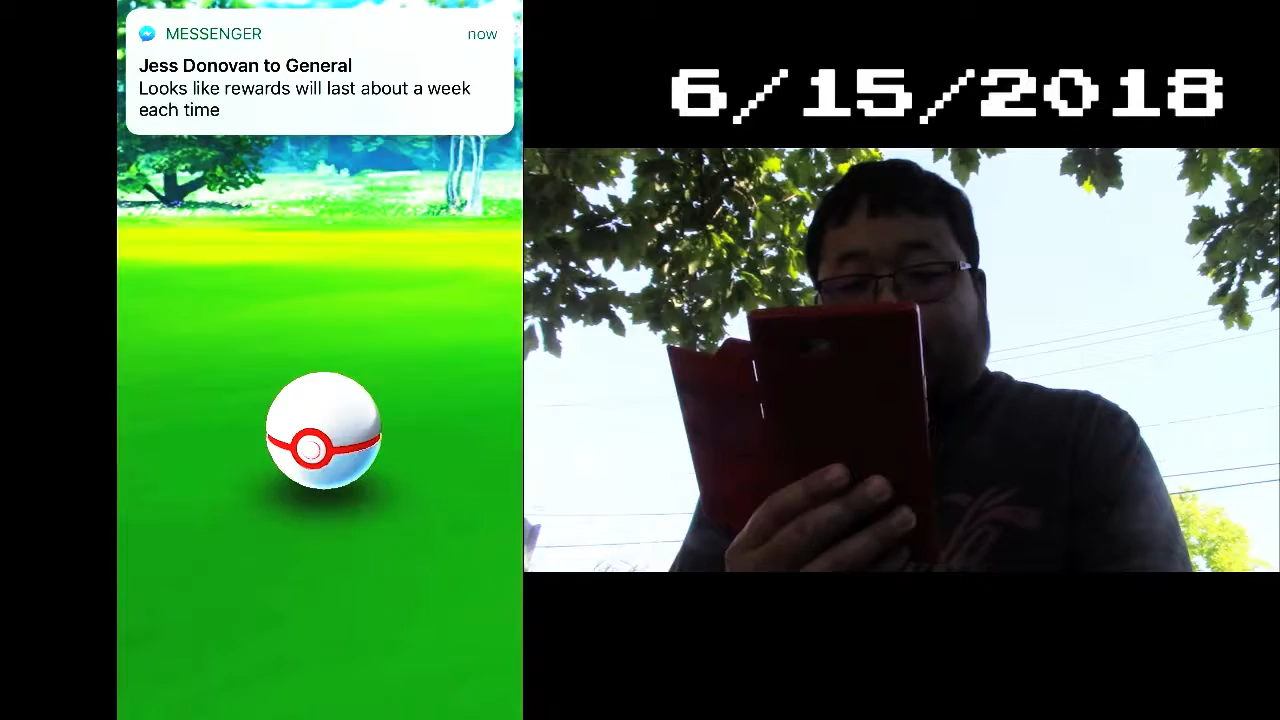 MESSENGER
now
Jess Donovan to General
Looks like rewards will last about a week
each time
6/15/2018